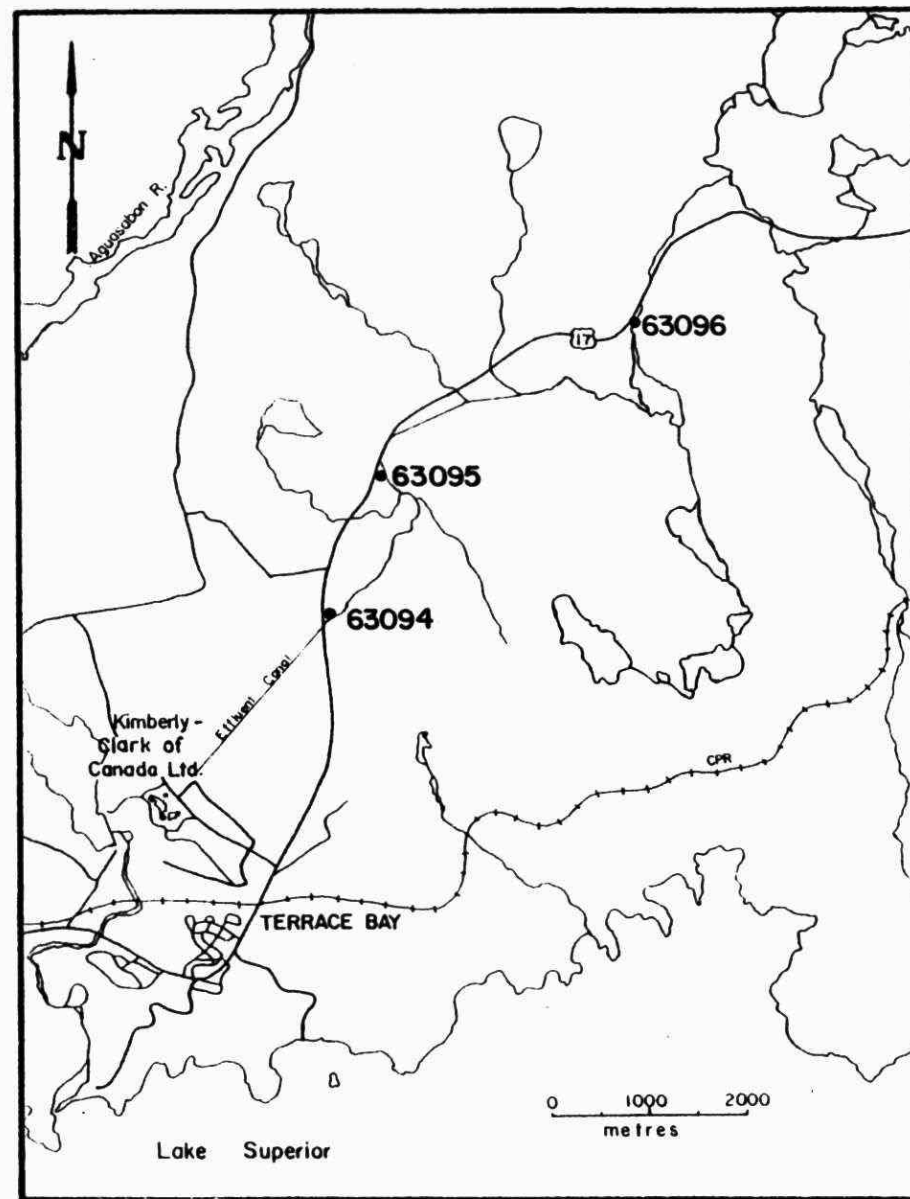 N
Aguasabon R.
17
63096
63095
63094
Effluent Canal
Kimberly -
Clark of
Canada Ltd.
CPR
TERRACE BAY
0 1000 2000
metres
Lake Superior